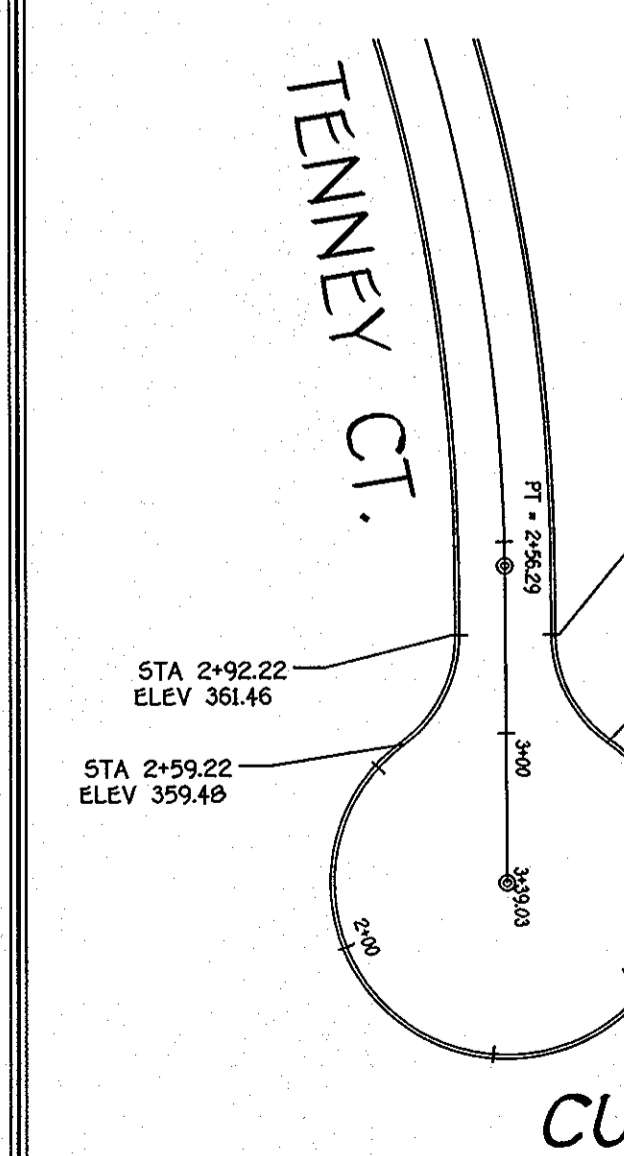 TENNEY CT.
PT = 2+56.29
STA 2+92.22
ELEV 361.46
STA 2+59.22
ELEV 359.48
3+00
3+39.03
2+00
CU